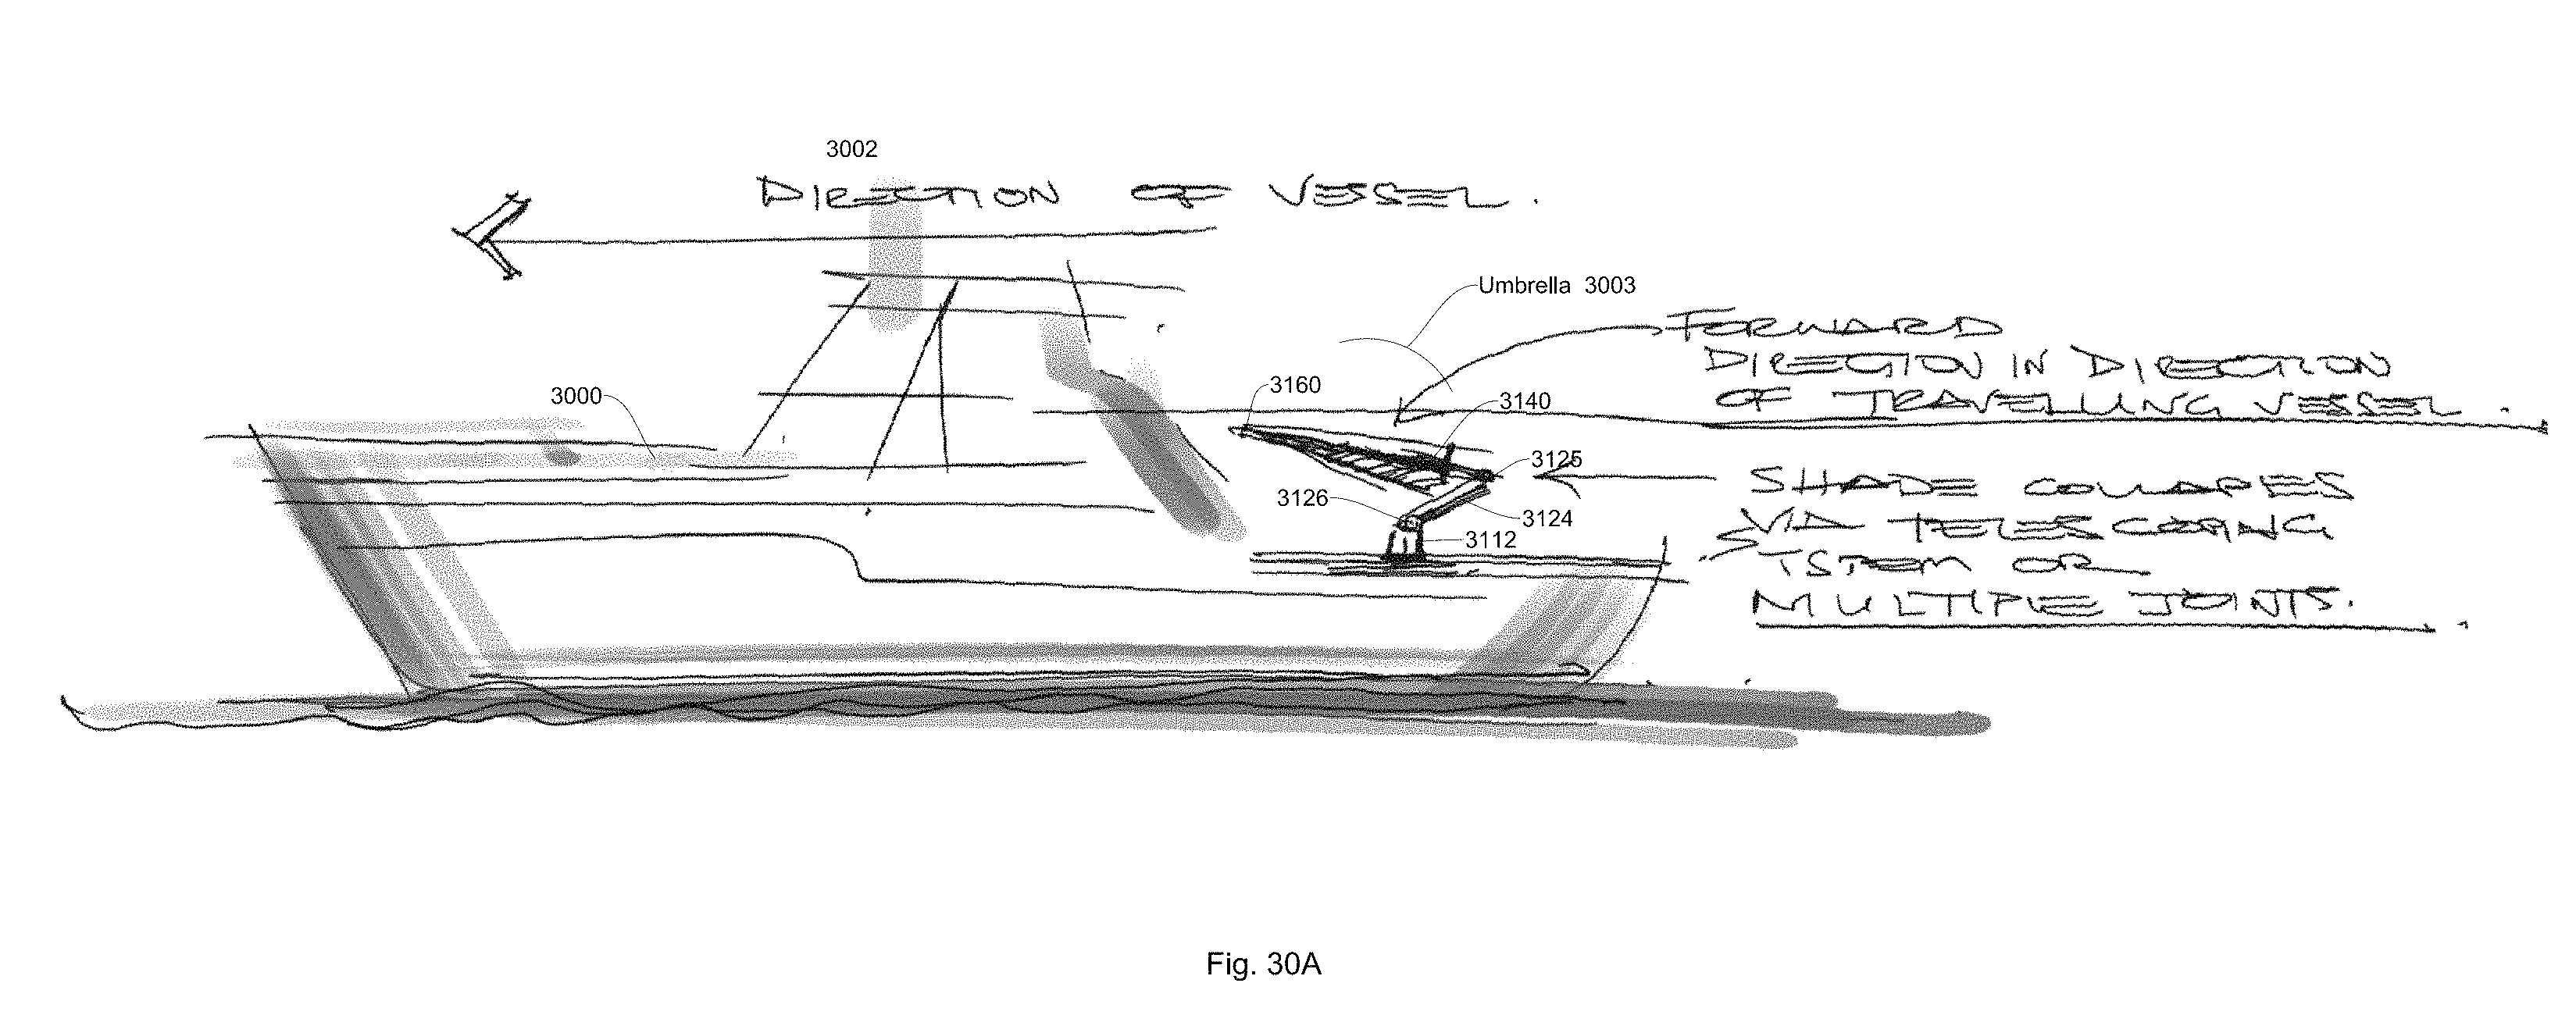 3002
DIRECTION OF VESSEL.
Umbrella 3003
FORWARD
DIRECTION IN DIRECTION
OF TRAVELLING VESSEL.
3160
3000
3140
3125
SHADE COLLAPSES
3126
3124
VIA TELESCOPING
3112
SYSTEM OR
MULTIPLE JOINTS.
Fig. 30A